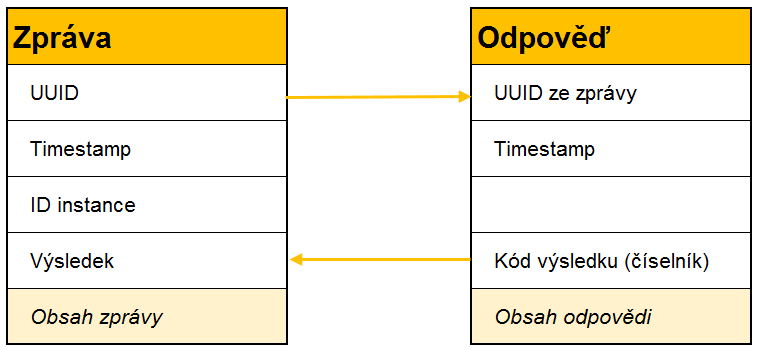 Zpráva
UUID
Timestamp
ID instance
Výsledek
Obsah zprávy
Odpověď
UUID ze zprávy
Timestamp
Kód výsledku (číselník)
Obsah odpovědi